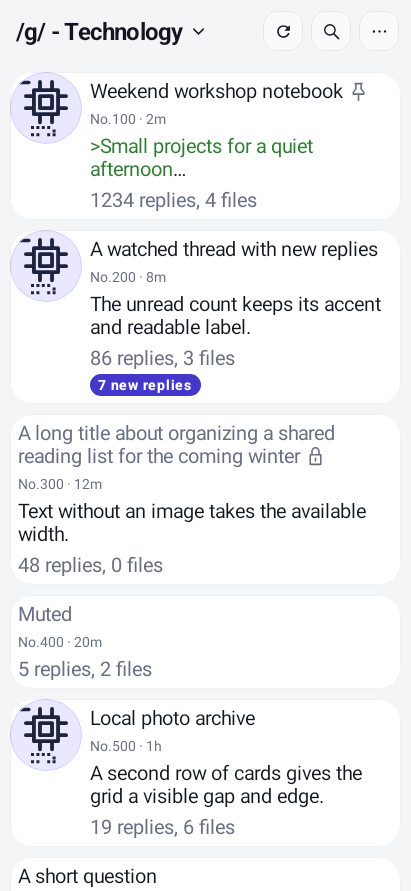 /g/ - Technology
Weekend workshop notebook
No.100 · 2m
>Small projects for a quiet
afternoon...
1234 replies, 4 files
A watched thread with new replies
No.200 · 8m
The unread count keeps its accent
and readable label.
86 replies, 3 files
7 new replies
A long title about organizing a shared
reading list for the coming winter
No.300 · 12m
Text without an image takes the available
width.
48 replies, 0 files
Muted
No.400 · 20m
5 replies, 2 files
Local photo archive
No.500 · 1h
A second row of cards gives the
grid a visible gap and edge.
19 replies, 6 files
A short question